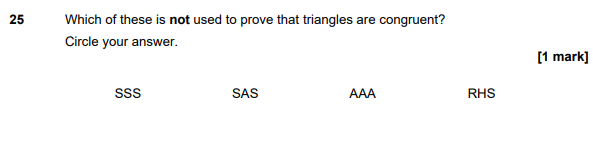 25 Which of these is not used to prove that triangles are congruent?
Circle your answer.
[1 mark]
SSS SAS AAA RHS